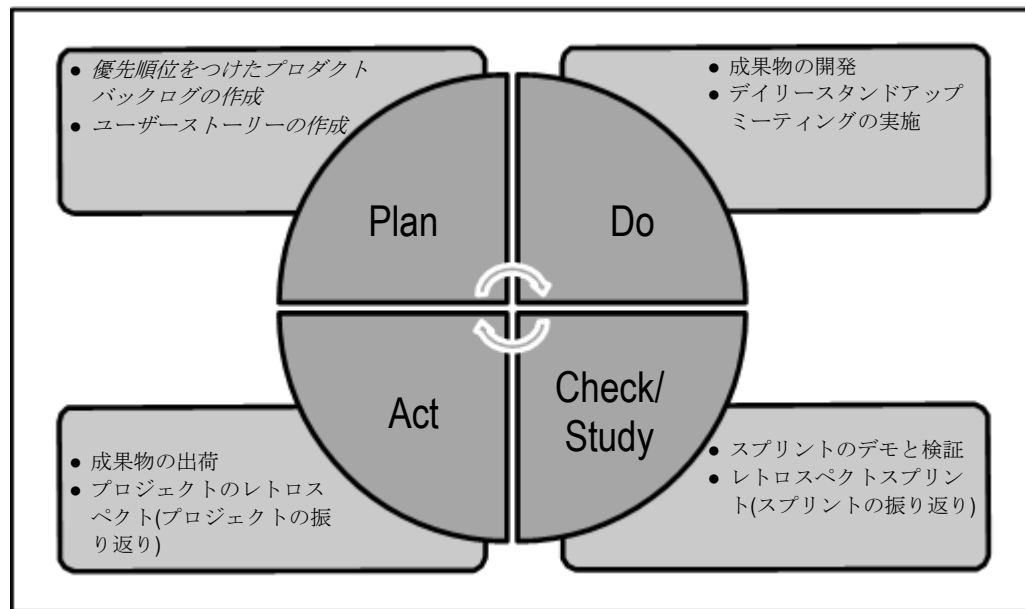 ● 優先順位をつけたプロダクト
バックログの作成
● ユーザーストーリーの作成
● 成果物の開発
● デイリースタンドアップ
ミーティングの実施
Plan
Do
Act
Check/
Study
● 成果物の出荷
● プロジェクトのレトロス
ペクト(プロジェクトの振
り返り)
● スプリントのデモと検証
● レトロスペクトスプリン
ト(スプリントの振り返り)